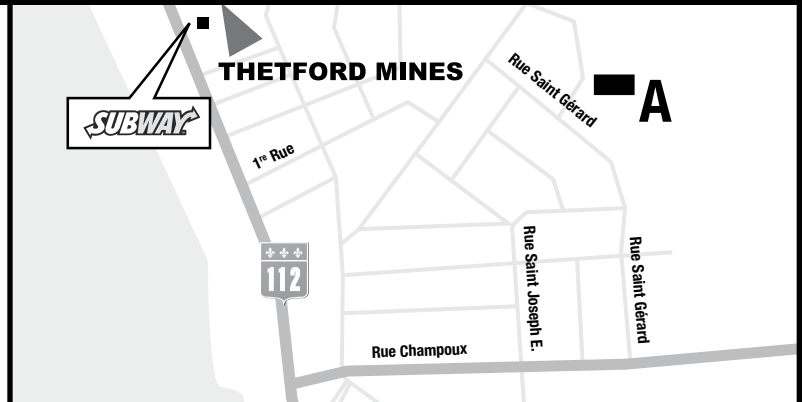 THETFORD MINES
SUBWAY
Rue Saint Gérard
A
1re Rue
112
Rue Saint Joseph E.
Rue Saint Gérard
Rue Champoux